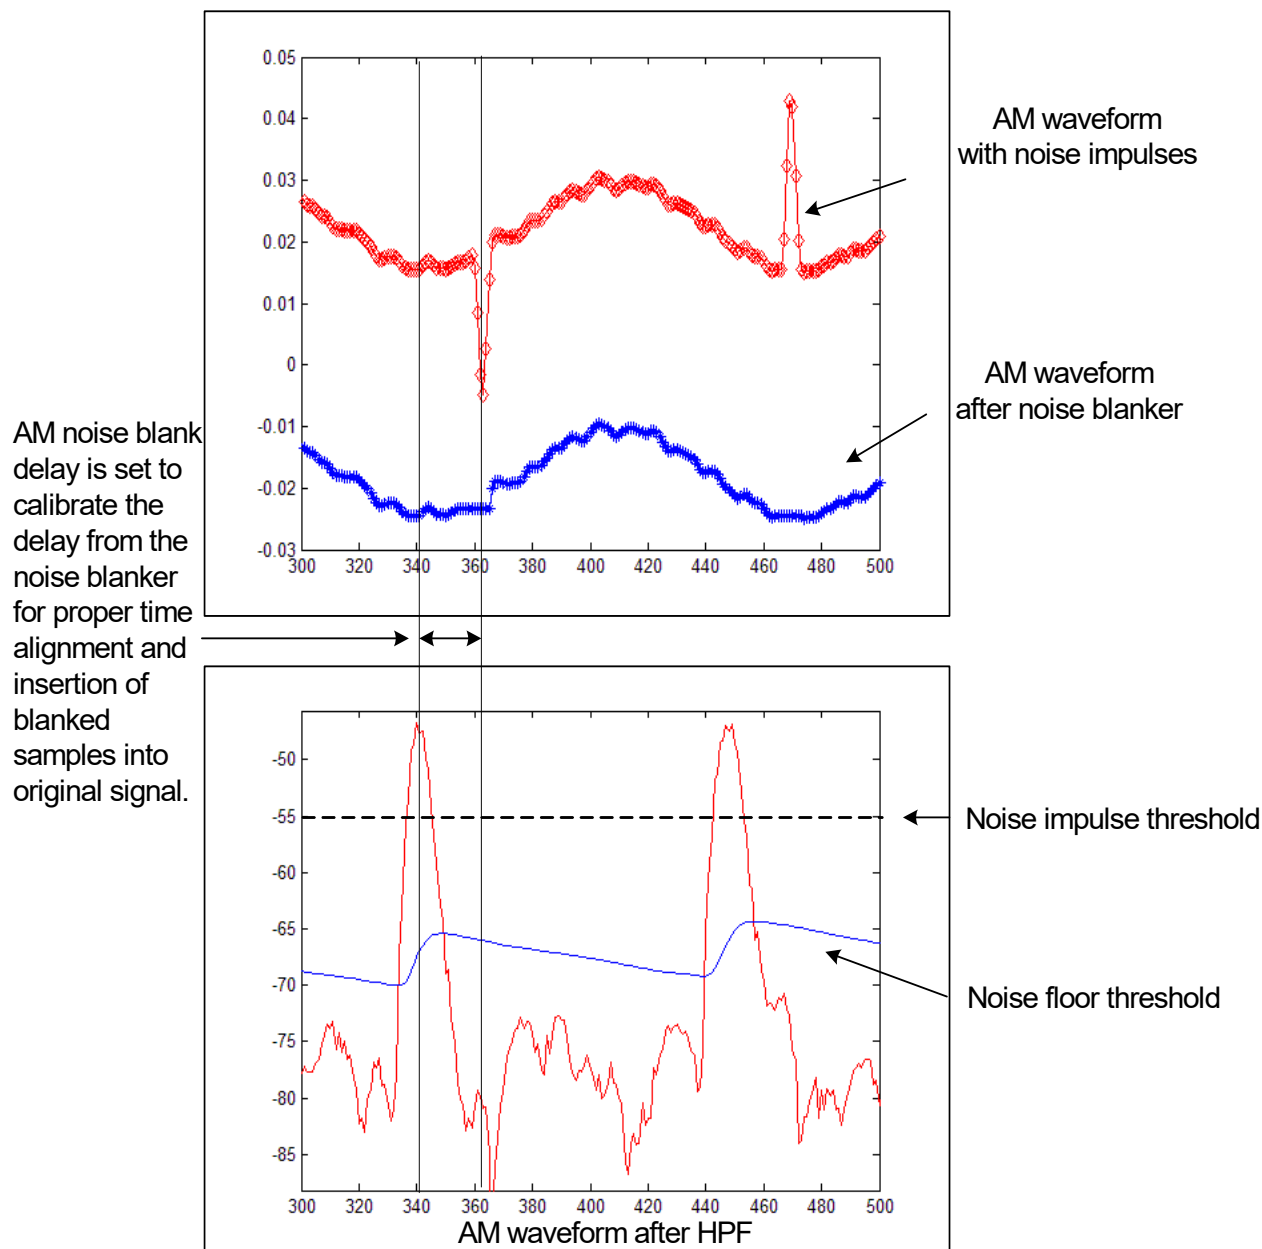 0.05
0.04
0.03
0.02
0.01
0
-0.01
-0.02
-0.03
300 320 340 360 380 400 420 440 460 480 500
AM waveform
with noise impulses
AM waveform
after noise blanker
AM noise blank
delay is set to
calibrate the
delay from the
noise blanker
for proper time
alignment and
insertion of
blanked
samples into
original signal.
-50
-55
-60
-65
-70
-75
-80
-85
300 320 340 360 380 400 420 440 460 480 500
AM waveform after HPF
Noise impulse threshold
Noise floor threshold